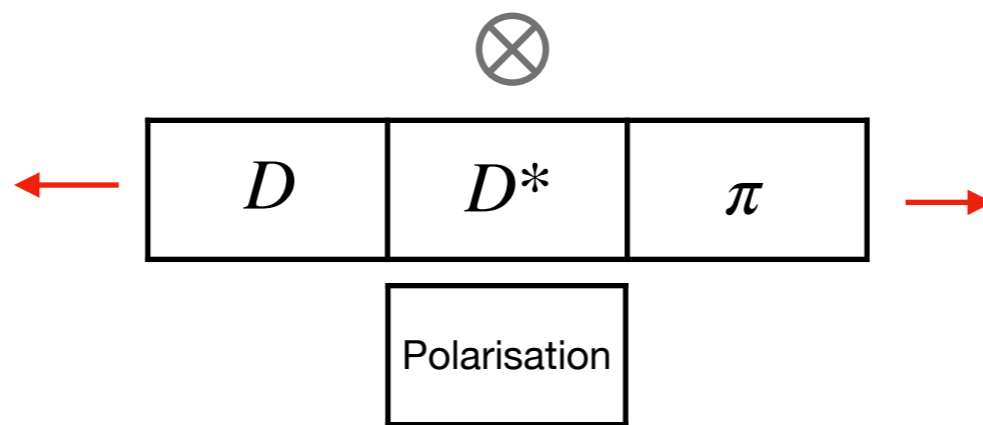 D D* π
Polarisation